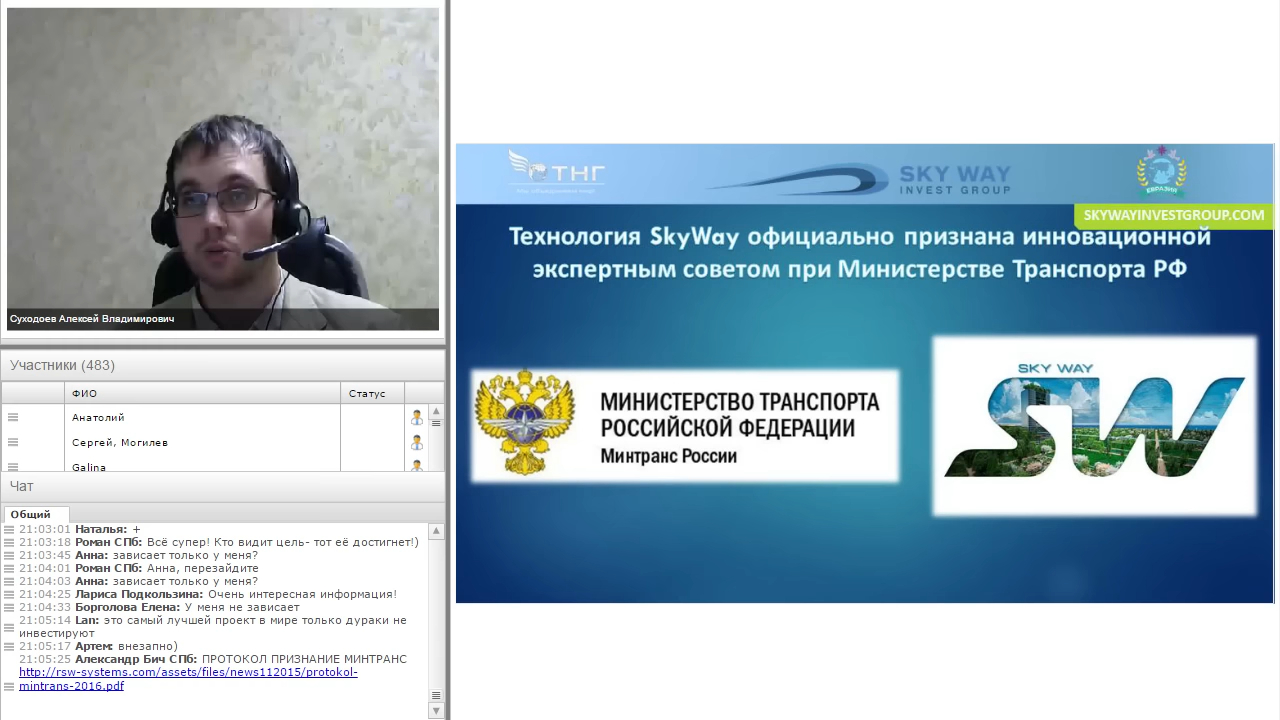 Суходоев Алексей Владимирович
Участники (483)
ФИО
Статус
Анатолий
Сергей, Могилев
Galina
Чат
Общий
21:03:01 Наталья: +
21:03:18 Роман СПб: Всё супер! Кто видит цель- тот её достигнет!)
21:03:45 Анна: зависает только у меня?
21:04:01 Роман СПб: Анна, перезайдите
21:04:03 Анна: зависает только у меня?
21:04:25 Лариса Подкользина: Очень интересная информация!
21:04:33 Борголова Елена: У меня не зависает
21:05:14 Lan: это самый лучшей проект в мире только дураки не
инвестируют
21:05:17 Артем: внезапно)
21:05:25 Александр Бич СПб: ПРОТОКОЛ ПРИЗНАНИЕ МИНТРАНС
http://rsw-systems.com/assets/files/news112015/protokol-
mintrans-2016.pdf
ТНГ
SKY WAY
INVEST GROUP
ЕВРАЗИЯ
SKYWAYINVESTGROUP.COM
Технология SkyWay официально признана инновационной
экспертным советом при Министерстве Транспорта РФ
МИНИСТЕРСТВО ТРАНСПОРТА
РОССИЙСКОЙ ФЕДЕРАЦИИ
Минтранс России
SKY WAY
SW